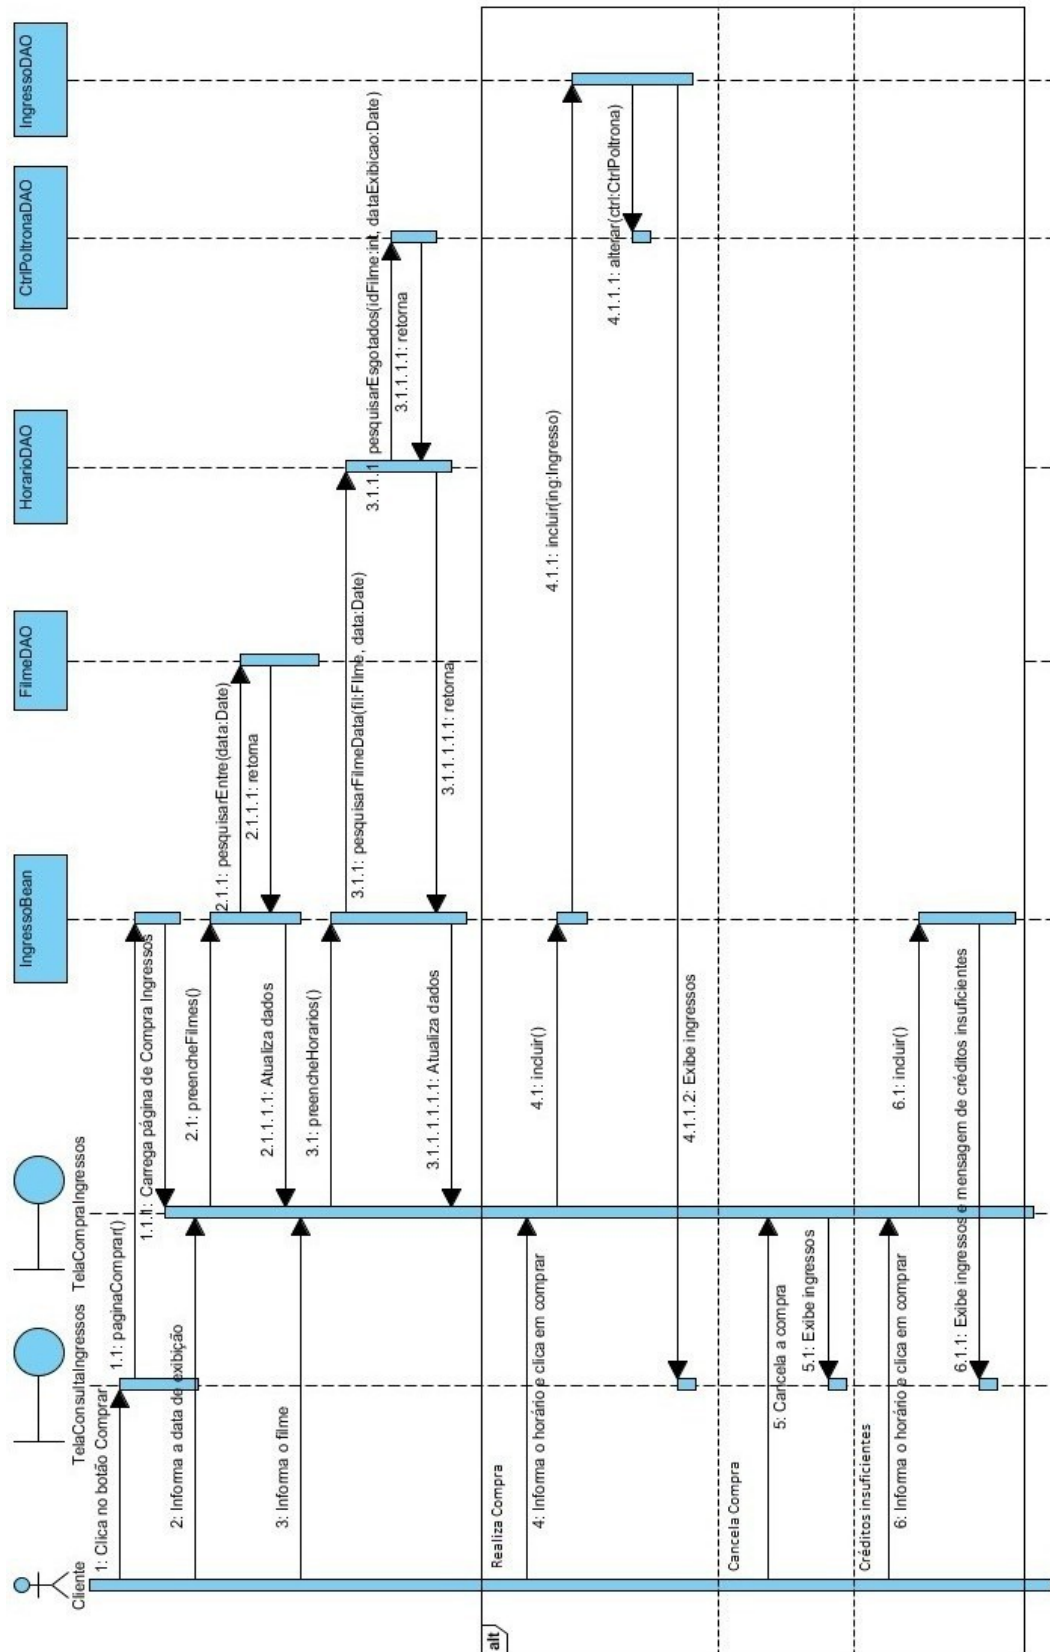 Cliente
TelaConsultaIngressos
TelaCompraIngressos
IngressoBean
FilmeDAO
HorarioDAO
CtrlPoltronaDAO
IngressoDAO
1: Clica no botão Comprar
1.1: paginaComprar()
1.1.1: Carrega página de Compra Ingressos
2: Informa a data de exibição
2.1: preencheFilmes()
2.1.1: pesquisarEntre(data:Date)
2.1.1.1: retorna
2.1.1.1.1: Atualiza dados
3: Informa o filme
3.1: preencheHorarios()
3.1.1: pesquisarFilmeData(fil:FIlme, data:Date)
3.1.1.1 pesquisarEsgotados(idFilme:int, dataExibicao:Date)
3.1.1.1.1: retorna
3.1.1.1.1.1: retorna
3.1.1.1.1.1.1: Atualiza dados
alt
Realiza Compra
4: Informa o horário e clica em comprar
4.1: incluir()
4.1.1: incluir(ing:Ingresso)
4.1.1.1: alterar(ctrl:CtrlPoltrona)
4.1.1.2: Exibe ingressos
Cancela Compra
5: Cancela a compra
5.1: Exibe ingressos
Créditos insuficientes
6: Informa o horário e clica em comprar
6.1: incluir()
6.1.1: Exibe ingressos e mensagem de créditos insuficientes